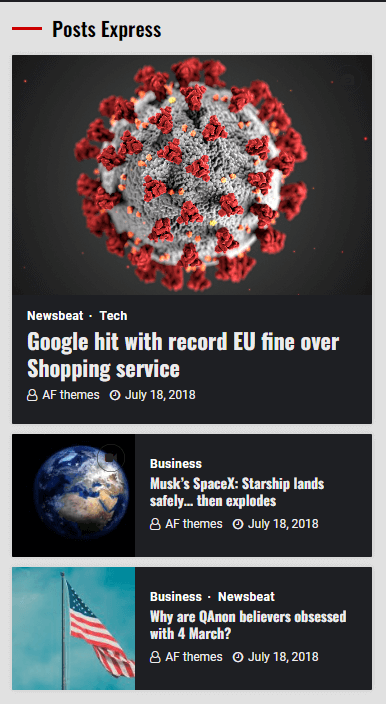 Posts Express
Newsbeat · Tech
Google hit with record EU fine over
Shopping service
AF themes July 18, 2018
Business
Musk's SpaceX: Starship lands
safely... then explodes
AF themes July 18, 2018
Business · Newsbeat
Why are QAnon believers obsessed
with 4 March?
AF themes July 18, 2018